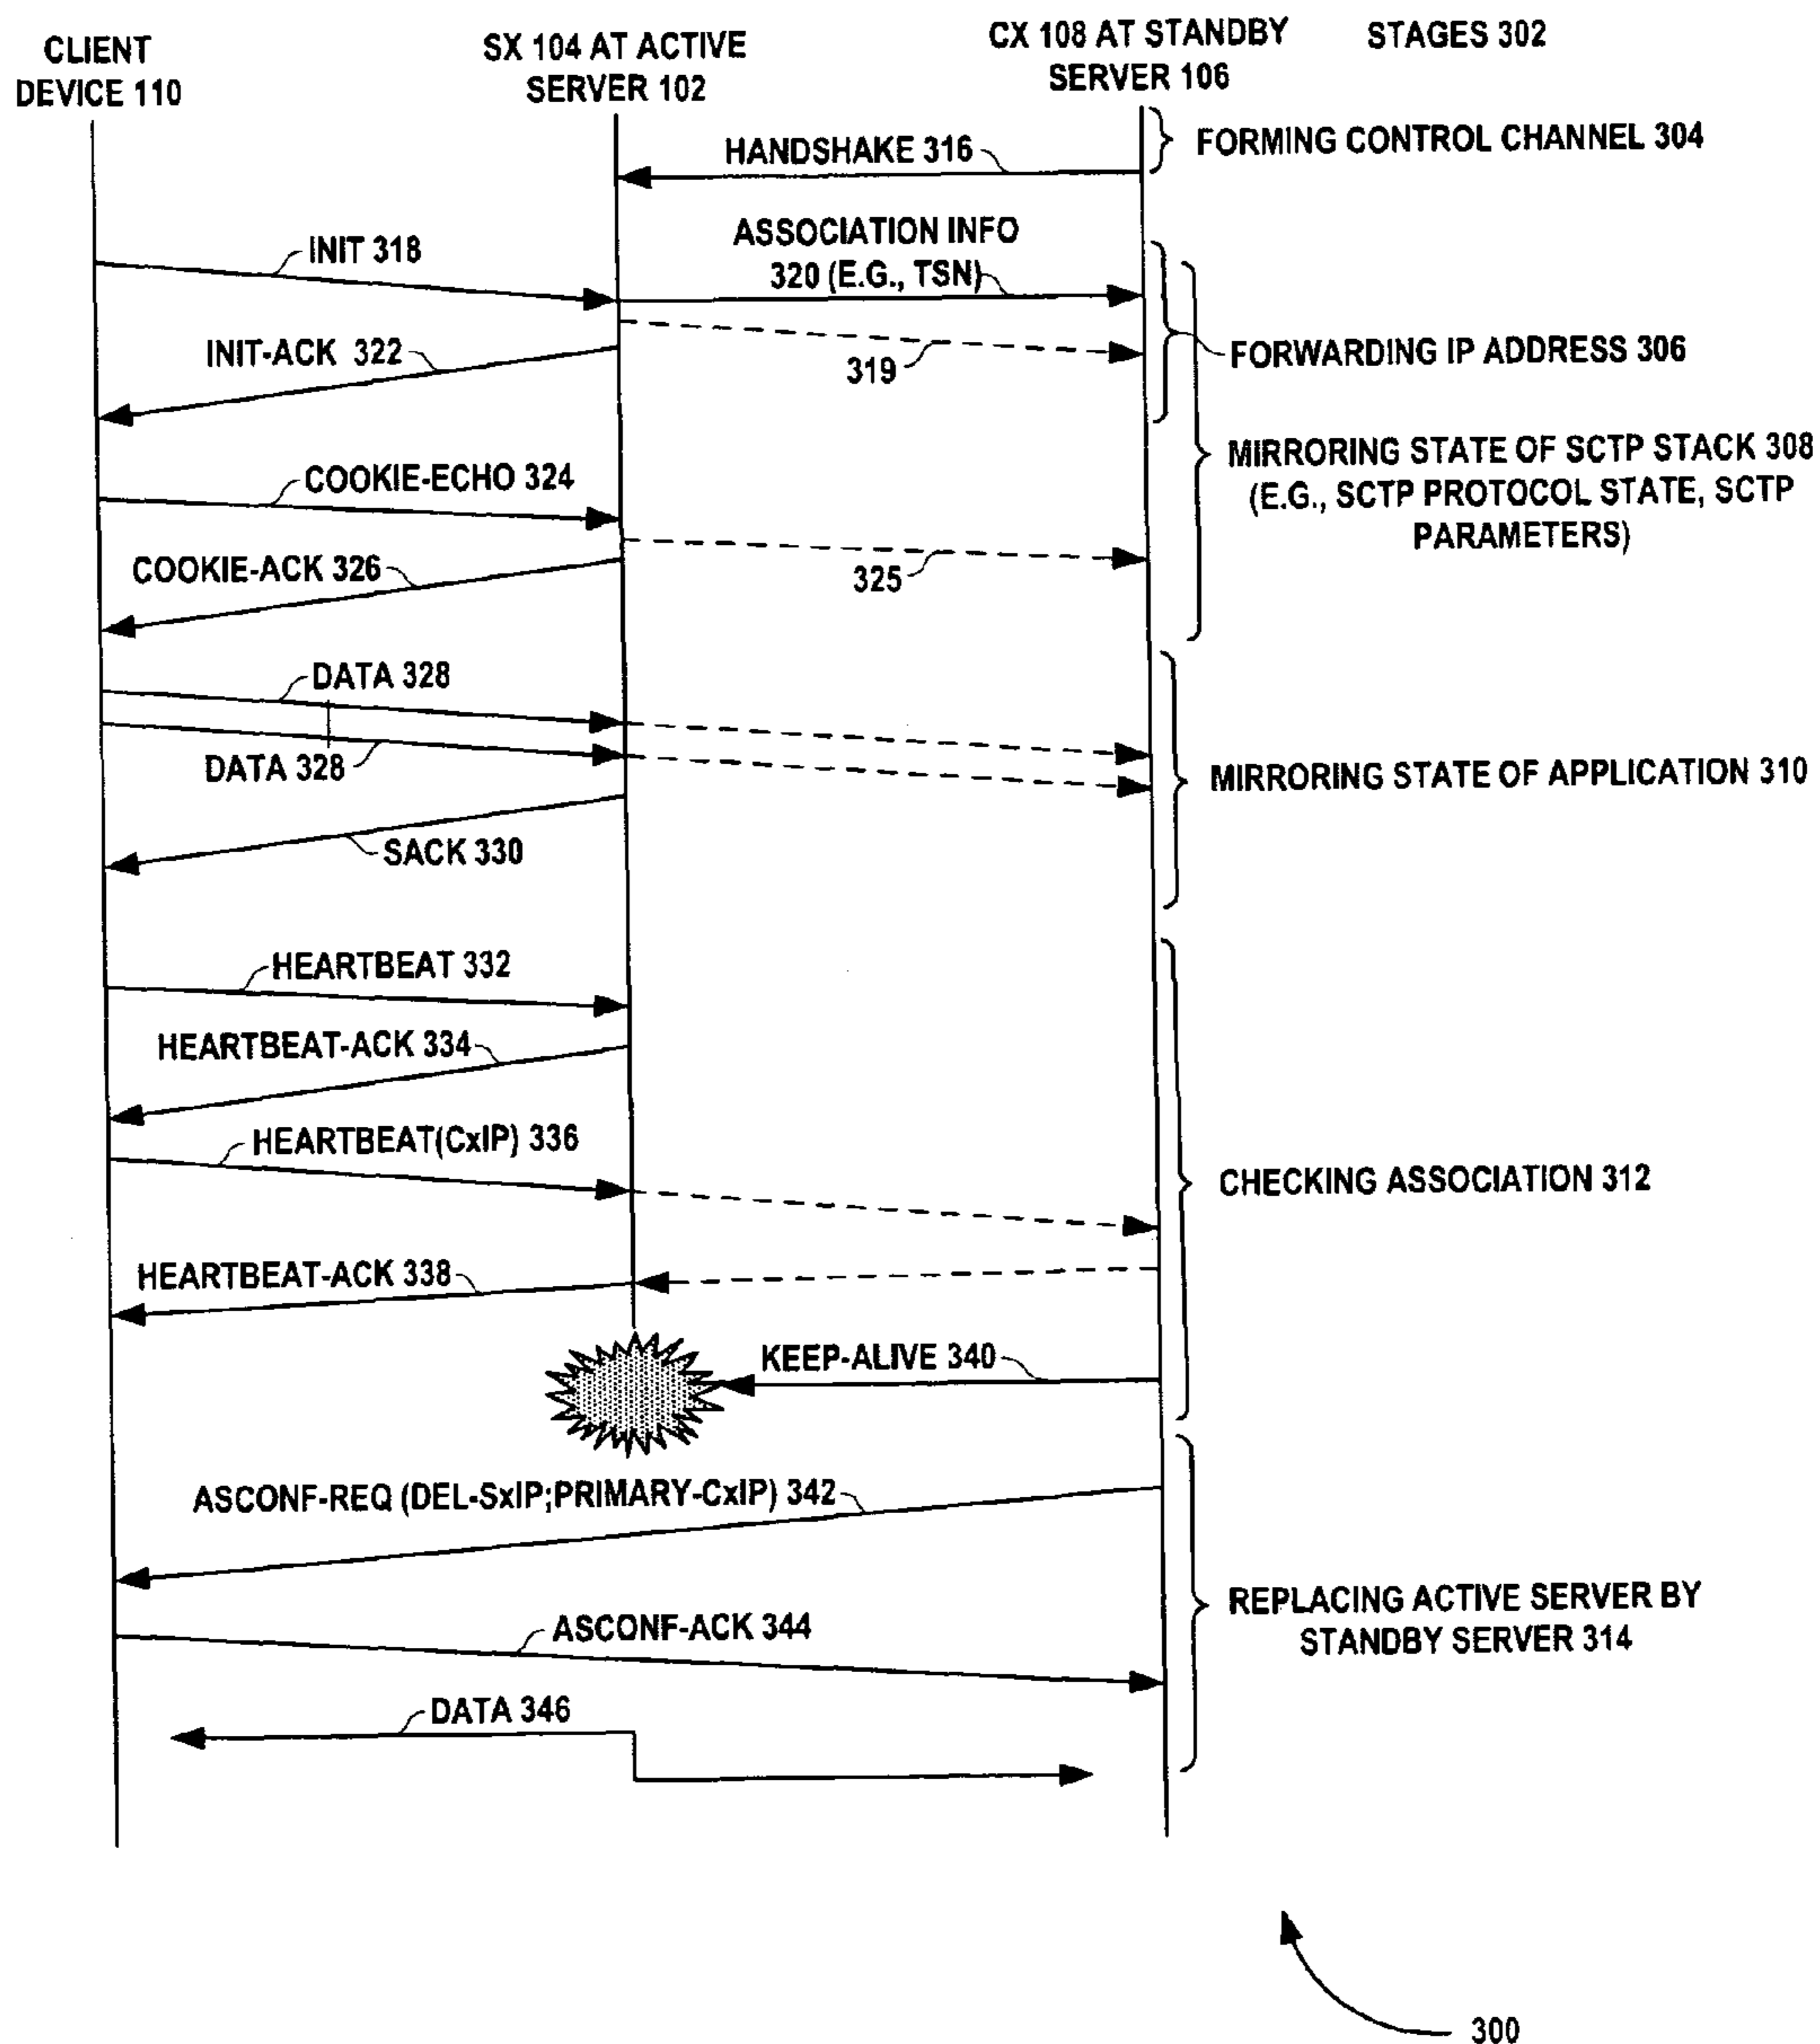 CLIENT
DEVICE 110
SX 104 AT ACTIVE
SERVER 102
CX 108 AT STANDBY
SERVER 106
STAGES 302
HANDSHAKE 316
FORMING CONTROL CHANNEL 304
INIT 318
ASSOCIATION INFO
320 (E.G., TSN)
INIT-ACK 322
319
FORWARDING IP ADDRESS 306
MIRRORING STATE OF SCTP STACK 308
(E.G., SCTP PROTOCOL STATE, SCTP
PARAMETERS)
COOKIE-ECHO 324
COOKIE-ACK 326
325
DATA 328
DATA 328
MIRRORING STATE OF APPLICATION 310
SACK 330
HEARTBEAT 332
HEARTBEAT-ACK 334
HEARTBEAT(CxIP) 336
CHECKING ASSOCIATION 312
HEARTBEAT-ACK 338
KEEP-ALIVE 340
ASCONF-REQ (DEL-SxIP;PRIMARY-CxIP) 342
REPLACING ACTIVE SERVER BY
STANDBY SERVER 314
ASCONF-ACK 344
DATA 346
300